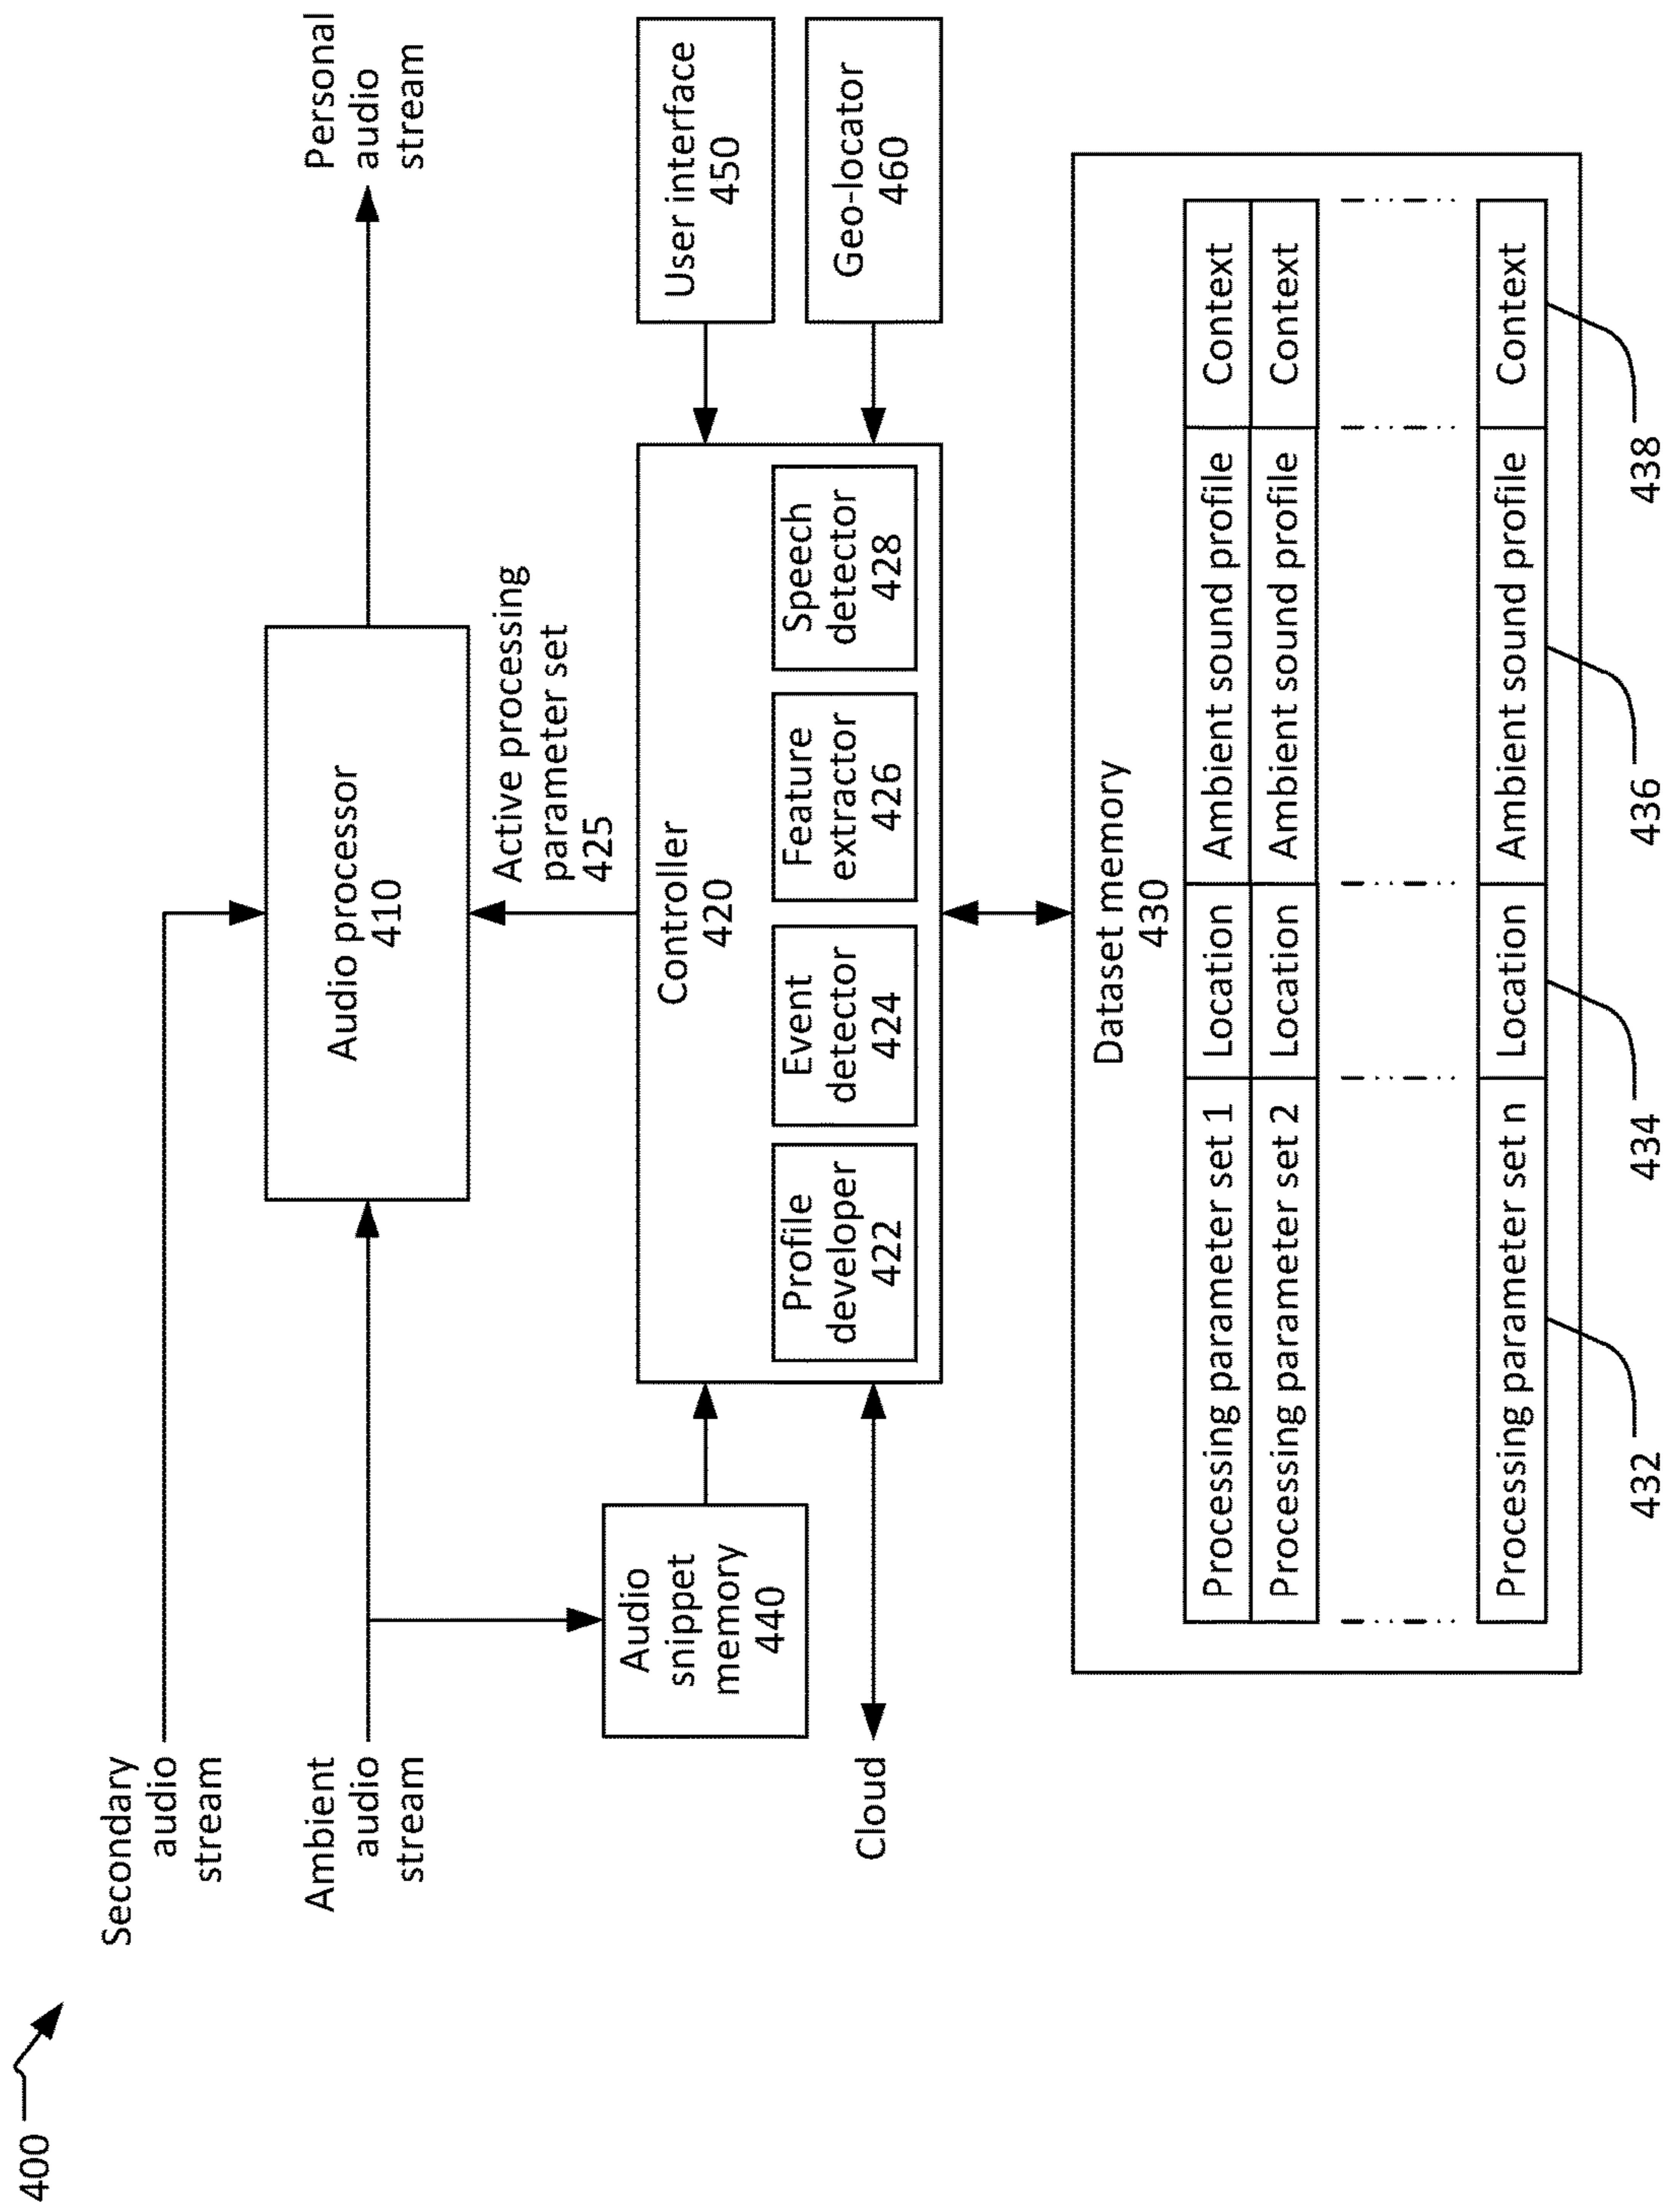 400
Secondary
audio
stream
Ambient
audio
stream
Personal
audio
stream
Audio processor
410
Active processing
parameter set
425
Audio
snippet
memory
440
Cloud
Controller
420
Profile
developer
422
Event
detector
424
Feature
extractor
426
Speech
detector
428
User interface
450
Geo-locator
460
Dataset memory
430
Processing parameter set 1 Location Ambient sound profile Context
Processing parameter set 2 Location Ambient sound profile Context
Processing parameter set n Location Ambient sound profile Context
432 434 436 438